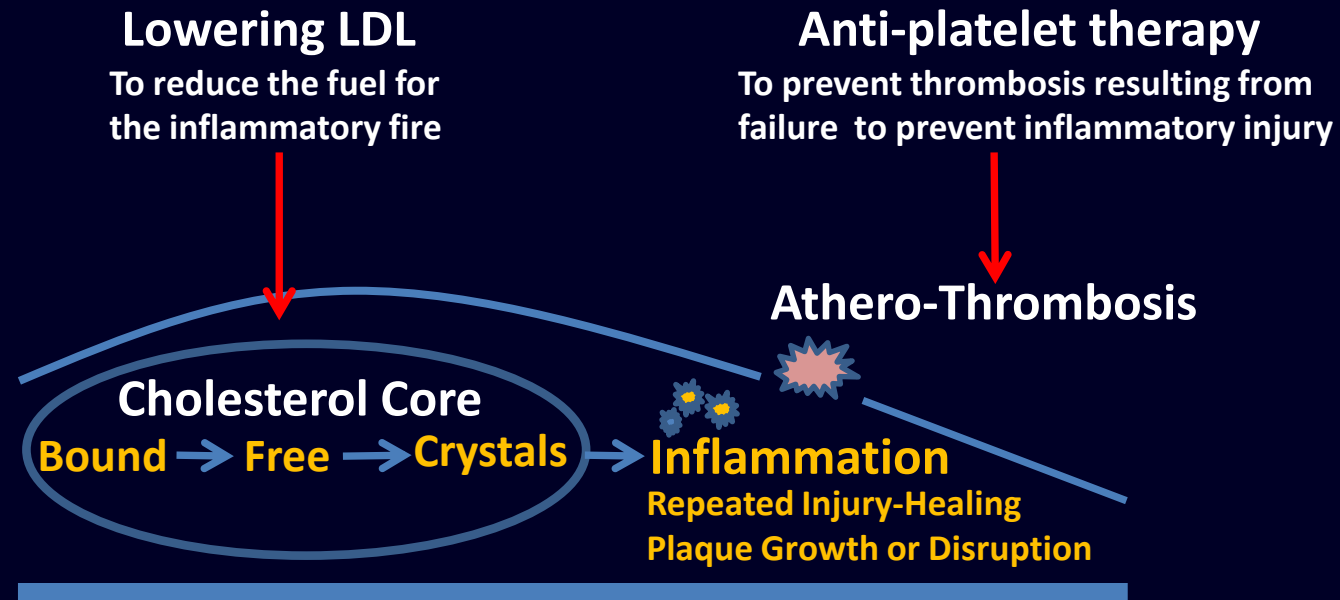 Lowering LDL
To reduce the fuel for
the inflammatory fire
Anti-platelet therapy
To prevent thrombosis resulting from
failure  to prevent inflammatory injury
Athero-Thrombosis
Cholesterol Core
Bound Free Crystals
Inflammation
Repeated Injury-Healing
Plaque Growth or Disruption